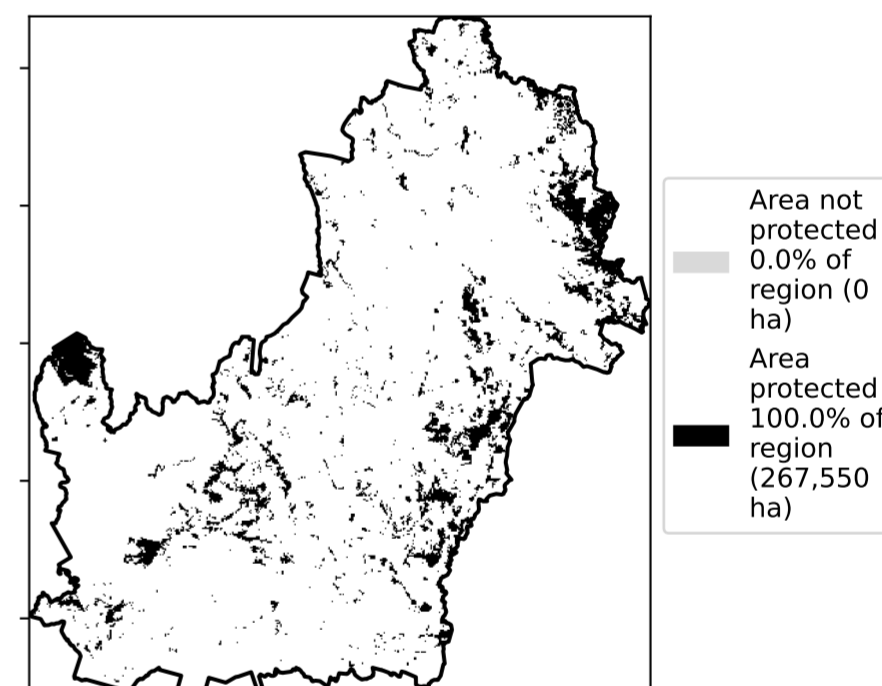 Area not
protected
0.0% of
region (0
ha)
Area
protected
100.0% of
region
(267,550
ha)